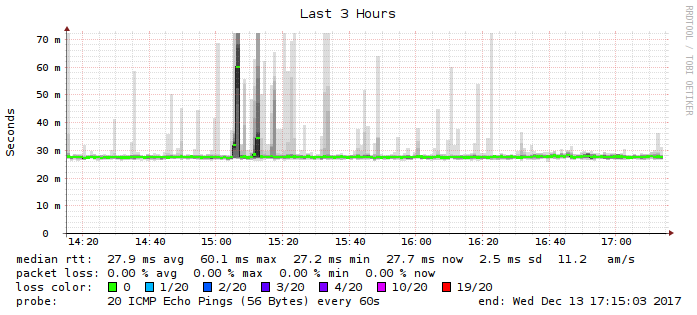 Last 3 Hours
RRDTOOL / TOBI OETIKER
Seconds
70 m
60 m
50 m
40 m
30 m
20 m
10 m
0
14:20 14:40 15:00 15:20 15:40 16:00 16:20 16:40 17:00
median rtt: 27.9 ms avg 60.1 ms max 27.2 ms min 27.7 ms now 2.5 ms sd 11.2 am/s
packet loss: 0.00 % avg 0.00 % max 0.00 % min 0.00 % now
loss color: 0 1/20 2/20 3/20 4/20 10/20 19/20
probe: 20 ICMP Echo Pings (56 Bytes) every 60s end: Wed Dec 13 17:15:03 2017